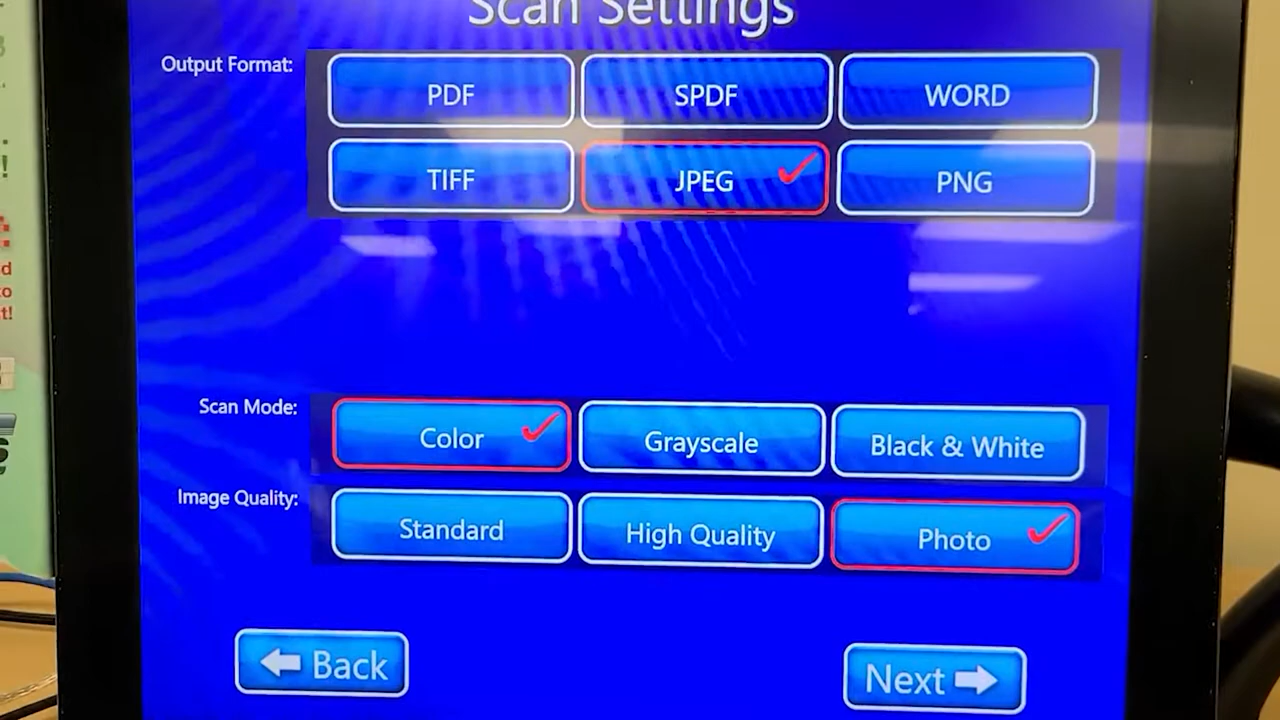 Scan Settings
Output Format:
PDF
SPDF
WORD
TIFF
JPEG
PNG
Scan Mode:
Color
Grayscale
Black & White
Image Quality:
Standard
High Quality
Photo
Back
Next